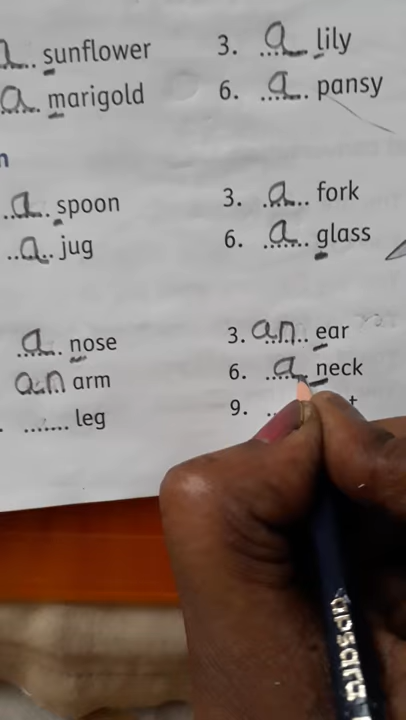 a sunflower 3. a lily
a marigold 6. a pansy
n
a spoon 3. a fork
a jug 6. a glass
a nose 3. an ear
an arm 6. a neck
....... leg 9. .. t
apsara